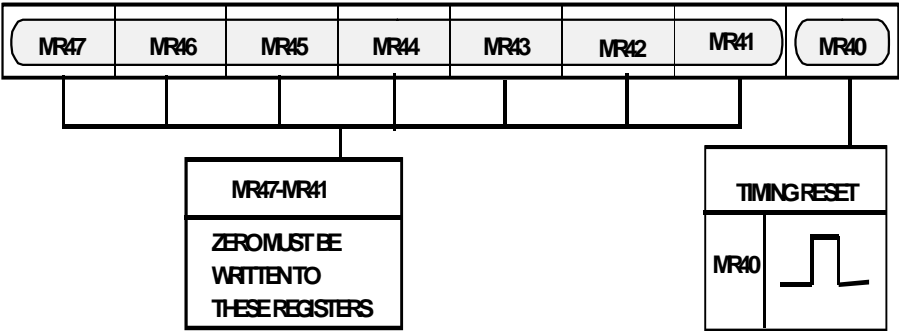 MR47 MR46 MR45 MR44 MR43 MR42 MR41 MR40
MR47-MR41
ZERO MUST BE
WRITTEN TO
THESE REGISTERS
TIMING RESET
MR40